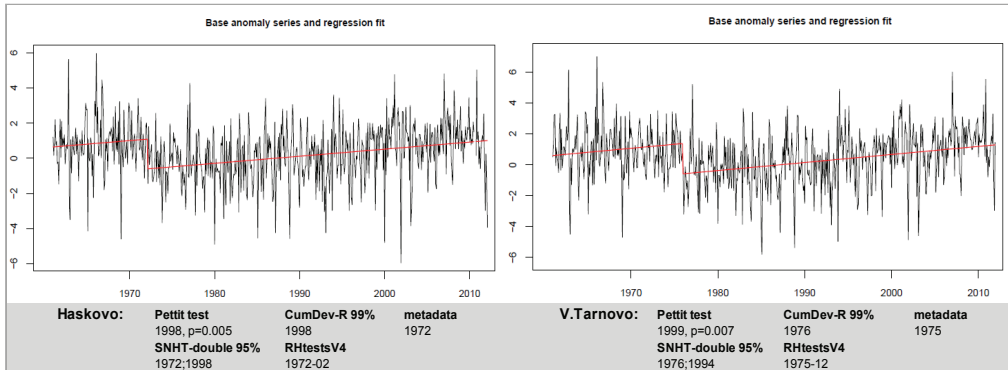 Base anomaly series and regression fit
6
4
2
0
-2
-4
-6
1970 1980 1990 2000 2010
Base anomaly series and regression fit
6
4
2
0
-2
-4
-6
1970 1980 1990 2000 2010
Haskovo: Pettit test CumDev-R 99% metadata
1998, p=0.005 1998 1972
SNHT-double 95% RHtestsV4
1972;1998 1972-02
V.Tarnovo: Pettit test CumDev-R 99% metadata
1999, p=0.007 1976 1975
SNHT-double 95% RHtestsV4
1976;1994 1975-12